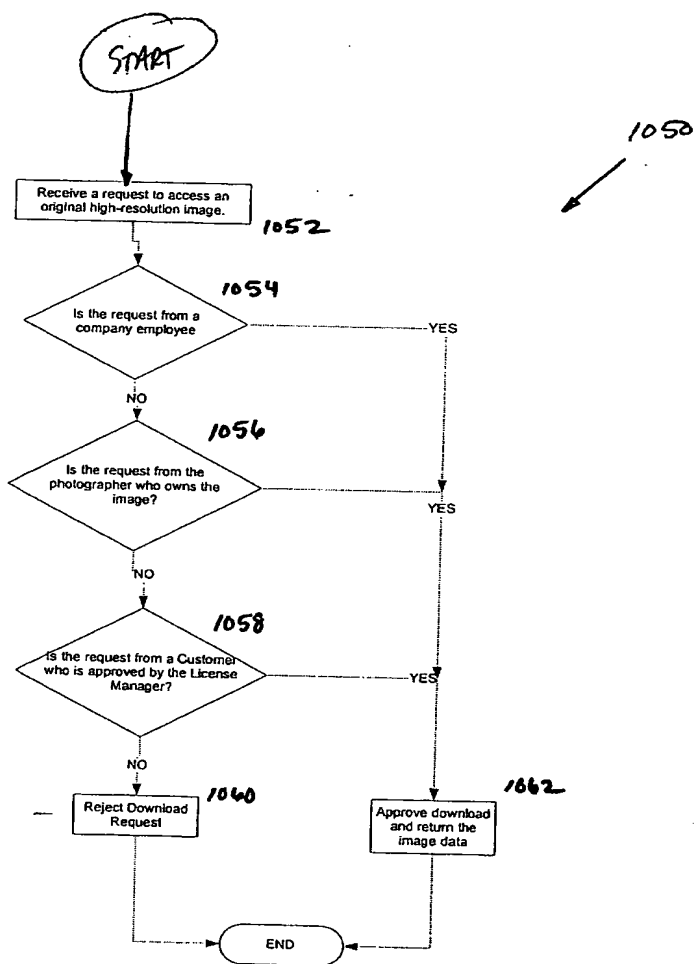 START
1050
Receive a request to access an
original high-resolution image.
1052
1054
Is the request from a
company employee
YES
NO
1056
Is the request from the
photographer who owns the
image?
YES
NO
1058
Is the request from a Customer
who is approved by the License
Manager?
YES
NO
1060
Reject Download
Request
1062
Approve download
and return the
image data
END